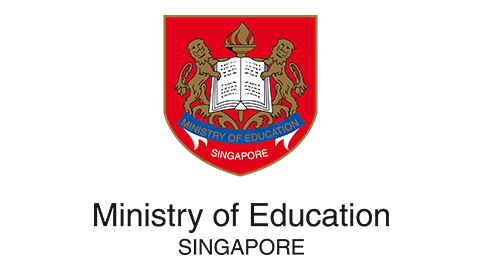 MINISTRY OF EDUCATION
SINGAPORE
Ministry of Education
SINGAPORE